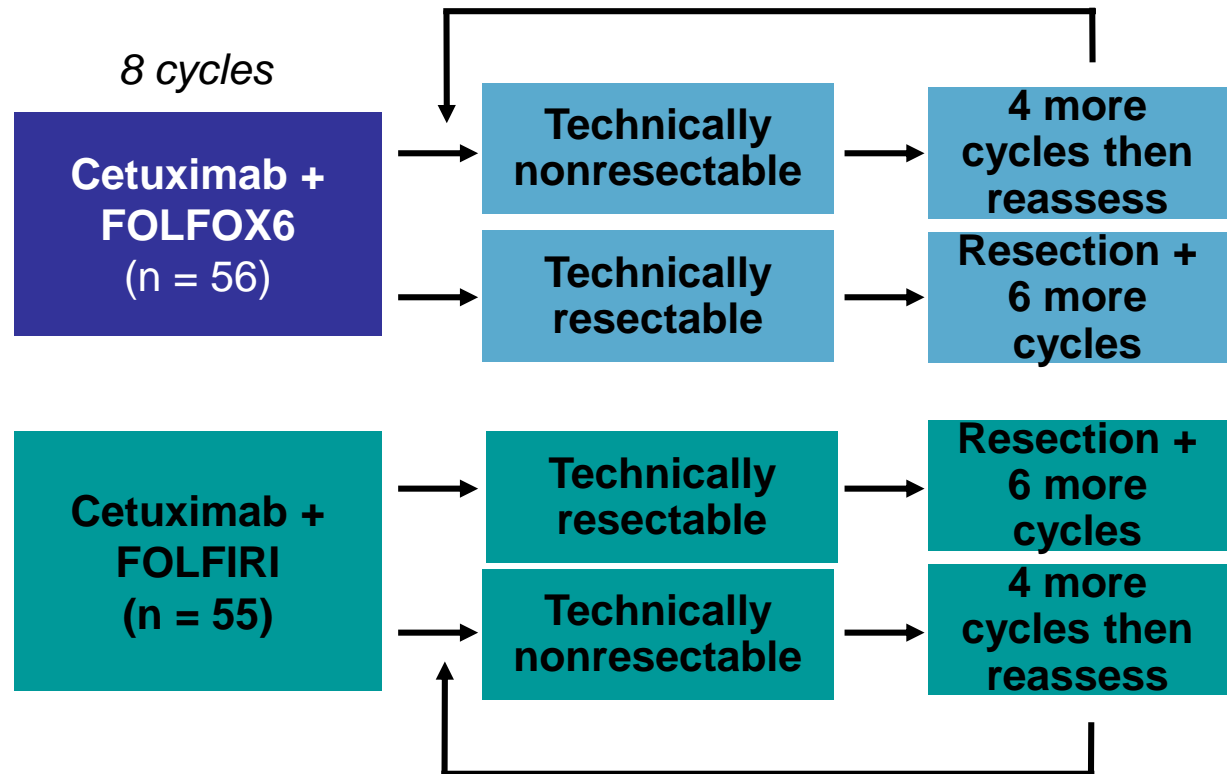 8 cycles
Cetuximab +
FOLFOX6
(n = 56)
Technically
nonresectable
4 more
cycles then
reassess
Technically
resectable
Resection +
6 more
cycles
Cetuximab +
FOLFIRI
(n = 55)
Technically
resectable
Resection +
6 more
cycles
Technically
nonresectable
4 more
cycles then
reassess